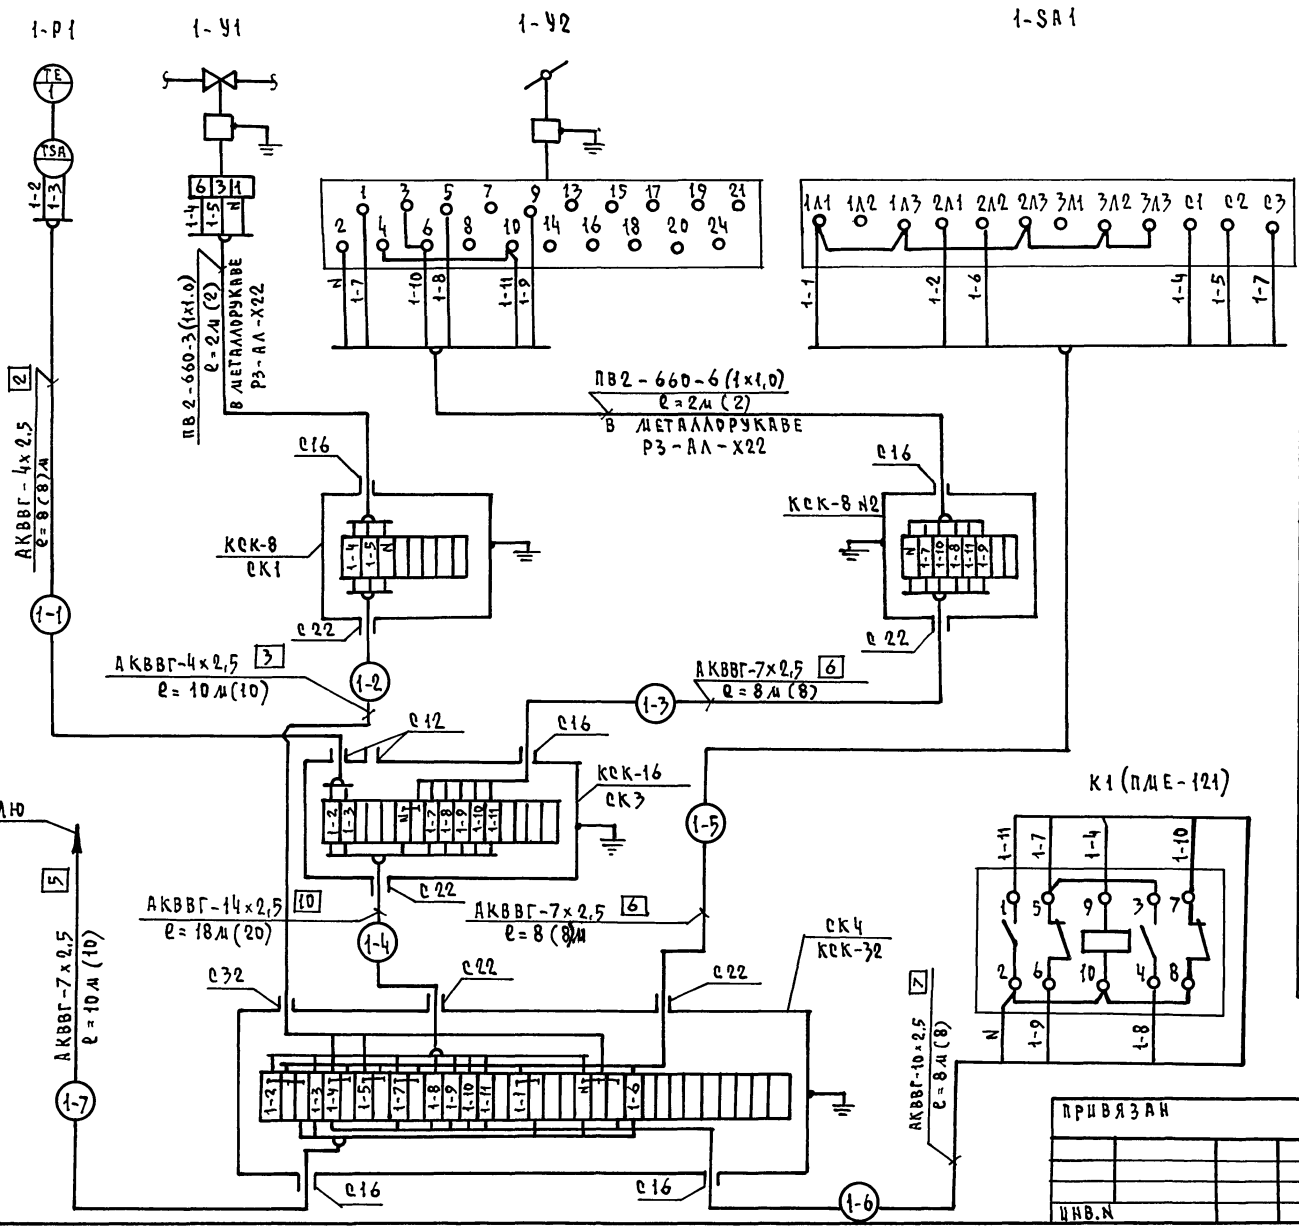 1-Р1
1-У1
1-У2
1-SA1
TE
1
TSA
1-2
1-3
6 3 1
1-4
1-5
N
1 3 5 7 9 13 15 17 19 21
2 4 6 8 10 14 16 18 20 24
N
1-7
1-10
1-8
1-11
1-9
1Л1 1Л2 1Л3 2Л1 2Л2 2Л3 3Л1 3Л2 3Л3 С1 С2 С3
1-1
1-2
1-6
1-4
1-5
1-7
2
АКВВГ-4х2.5
ℓ=8(8)м
ПВ2-660-3(1х1.0)
ℓ=2м(2)
В МЕТАЛЛОРУКАВЕ
РЗ-АЛ-Х22
ПВ2-660-6(1х1,0)
ℓ=2м(2)
В МЕТАЛЛОРУКАВЕ
РЗ-АЛ-Х22
С16
С16
КСК-8
СК1
1-4
1-5
N
КСК-8 N2
N
1-7
1-10
1-8
1-11
1-9
1-1
С22
С22
АКВВГ-4х2,5 3
ℓ=10м(10)
1-2
АКВВГ-7х2,5 6
ℓ=8м(8)
1-3
С12
С16
КСК-16
СК3
1-2
1-3
N
1-7
1-8
1-9
1-10
1-11
1-5
К1(ПМЕ-121)
1-11
1-7
1-4
1-10
1 5 9 3 7
2 6 10 4 8
N
1-9
1-8
С22
5
АКВВГ-7х2,5
ℓ=10м(10)
АКВВГ-14х2,5 10
ℓ=18м(20)
1-4
АКВВГ-7х2,5 6
ℓ=8(8)м
СК4
КСК-32
С32
С22
С22
7
АКВВГ-10х2.5
ℓ=8м(8)
1-2
1-3
1-4
1-5
1-7
1-8
1-9
1-10
1-11
1-1
N
1-6
1-7
С16
С16
1-6
ПРИВЯЗАН
ИНВ.N